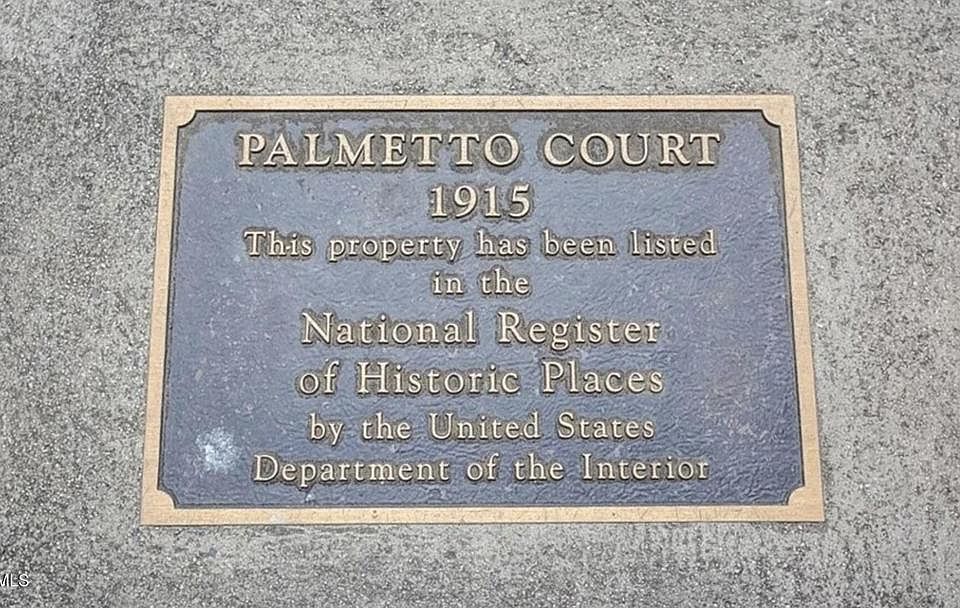 PALMETTO COURT
1915
This property has been listed
in the
National Register
of Historic Places
by the United States
Department of the Interior
MLS